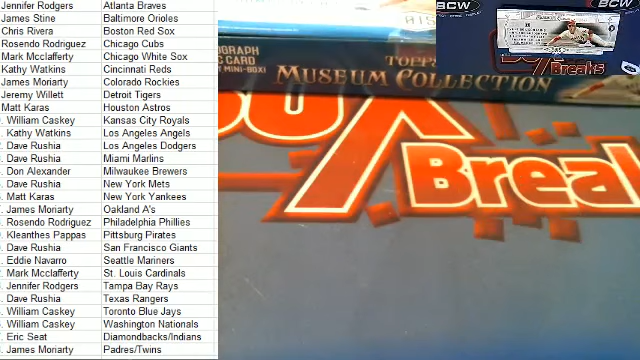 Jennifer Rodgers Atlanta Braves
James Stine Baltimore Orioles
Chris Rivera Boston Red Sox
Rosendo Rodriguez Chicago Cubs
Mark Mcclafferty Chicago White Sox
Kathy Watkins Cincinnati Reds
James Moriarty Colorado Rockies
Jeremy Willett Detroit Tigers
Matt Karas Houston Astros
William Caskey Kansas City Royals
Kathy Watkins Los Angeles Angels
Dave Rushia Los Angeles Dodgers
Dave Rushia Miami Marlins
Don Alexander Milwaukee Brewers
Dave Rushia New York Mets
Matt Karas New York Yankees
James Moriarty Oakland A's
Rosendo Rodriguez Philadelphia Phillies
Kleanthes Pappas Pittsburg Pirates
Dave Rushia San Francisco Giants
Eddie Navarro Seattle Mariners
Mark Mcclafferty St. Louis Cardinals
Jennifer Rodgers Tampa Bay Rays
Dave Rushia Texas Rangers
William Caskey Toronto Blue Jays
William Caskey Washington Nationals
Eric Seat Diamondbacks/Indians
James Moriarty Padres/Twins
OGRAPH
C CARD
T MINI-BOX!
TOPPS
MUSEUM COLLECTION
BCW
BCW
Breaks
Brea